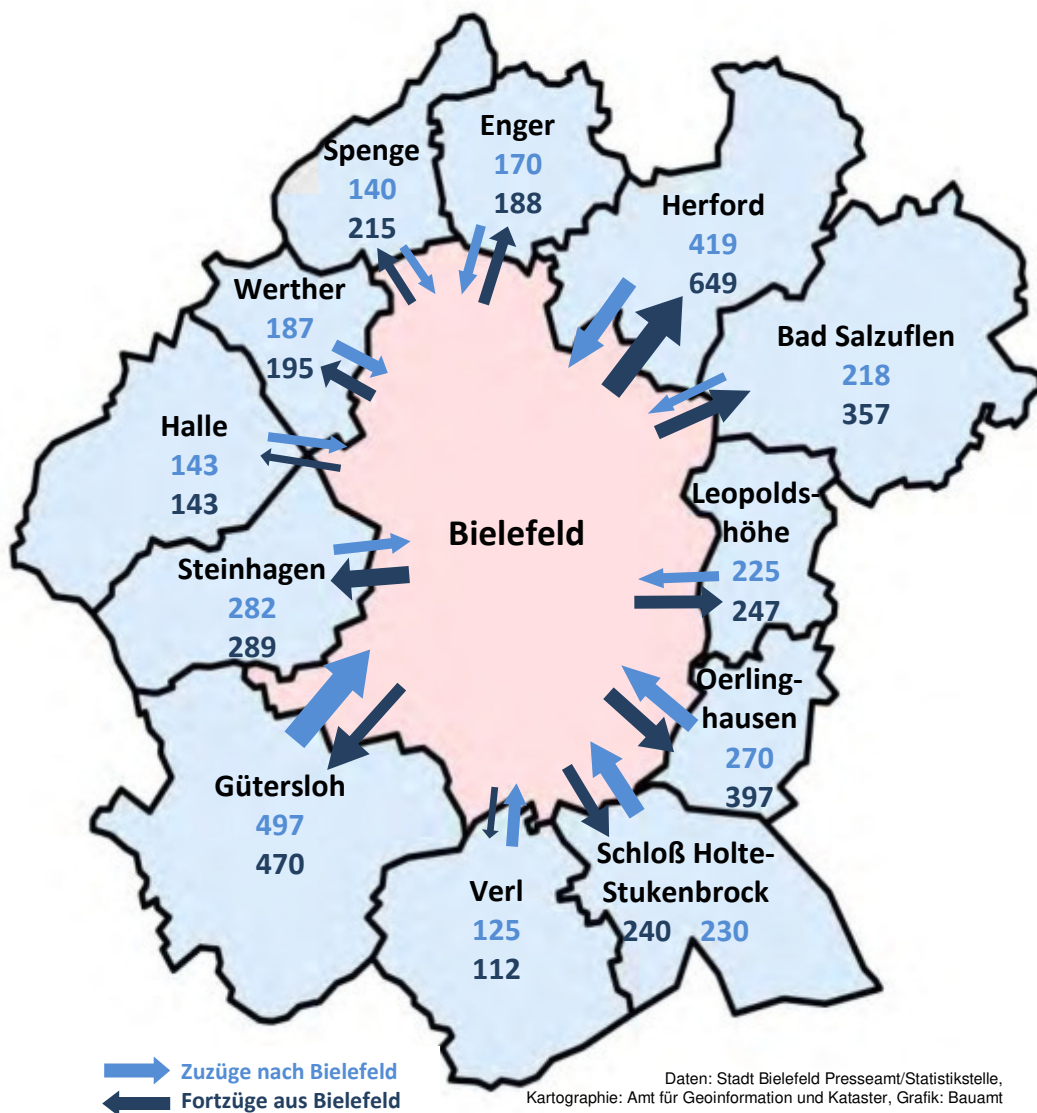 Enger
170
188
Spenge
140
215
Herford
419
649
Werther
187
195
Bad Salzuflen
218
357
Halle
143
143
Leopolds-
höhe
225
247
Bielefeld
Steinhagen
282
289
Oerling-
hausen
270
397
Gütersloh
497
470
Schloß Holte-
Stukenbrock
240 230
Verl
125
112
Zuzüge nach Bielefeld
Fortzüge aus Bielefeld
Daten: Stadt Bielefeld Presseamt/Statistikstelle,
Kartographie: Amt für Geoinformation und Kataster, Grafik: Bauamt